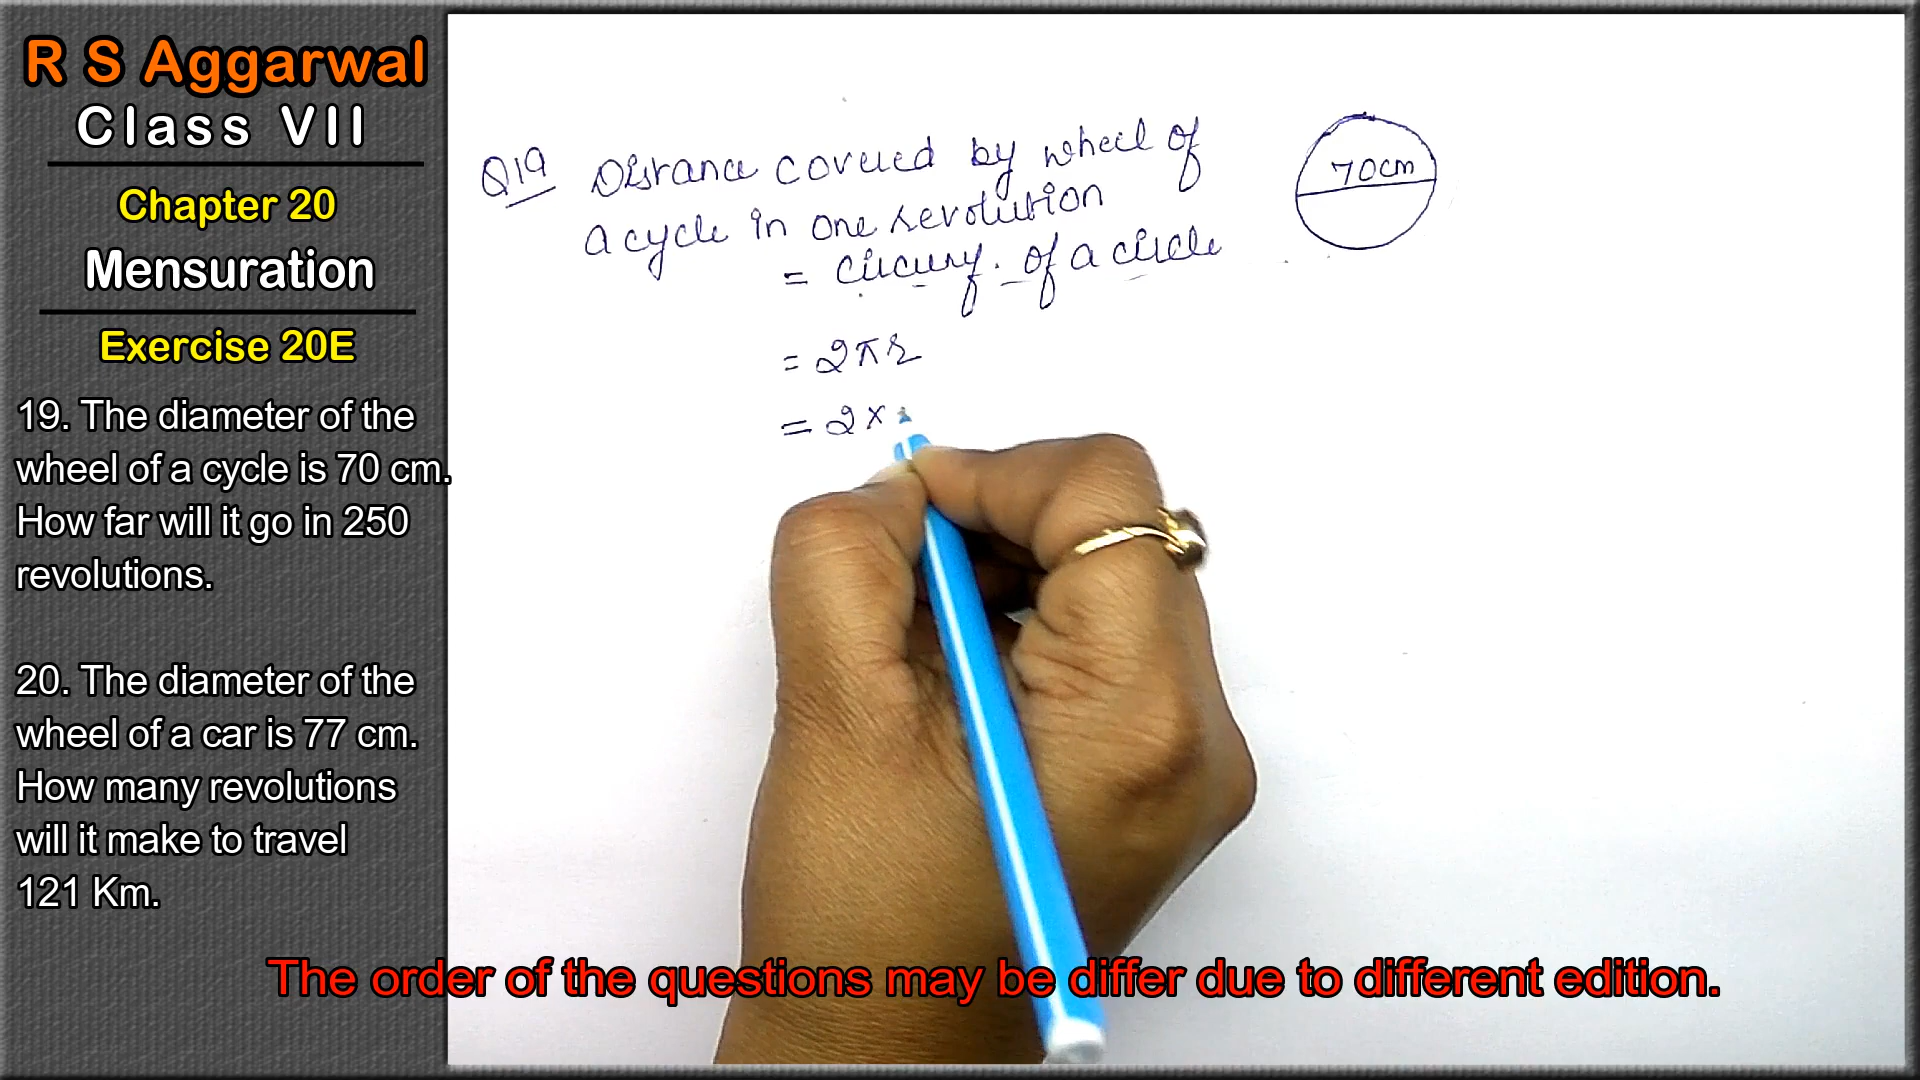 R S Aggarwal
Class VII
Chapter 20
Mensuration
Exercise 20E
19. The diameter of the
wheel of a cycle is 70 cm.
How far will it go in 250
revolutions.
20. The diameter of the
wheel of a car is 77 cm.
How many revolutions
will it make to travel
121 Km.
Q19 Distance covered by wheel of
a cycle in one revolution
= circumf. of a circle
= 2πr
= 2 ×
70cm
The order of the questions may be differ due to different edition.